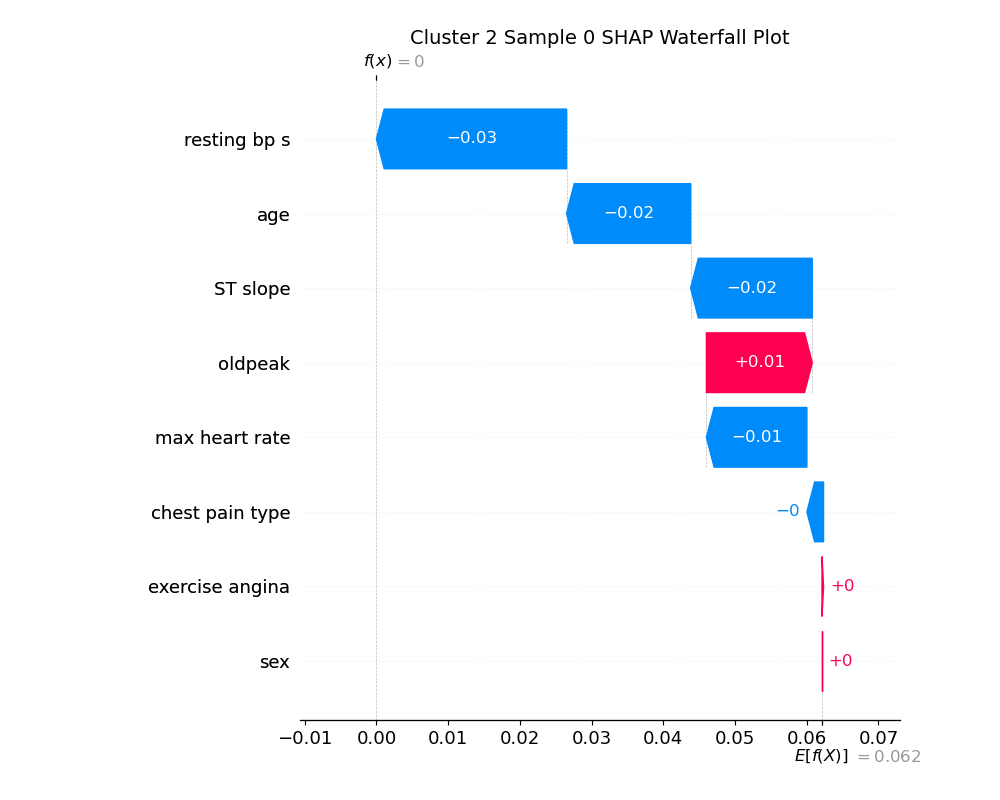 Cluster 2 Sample 0 SHAP Waterfall Plot
f(x) = 0
resting bp s −0.03
age −0.02
ST slope −0.02
oldpeak +0.01
max heart rate −0.01
chest pain type −0
exercise angina +0
sex +0
−0.01 0.00 0.01 0.02 0.03 0.04 0.05 0.06 0.07
E[f(X)] = 0.062